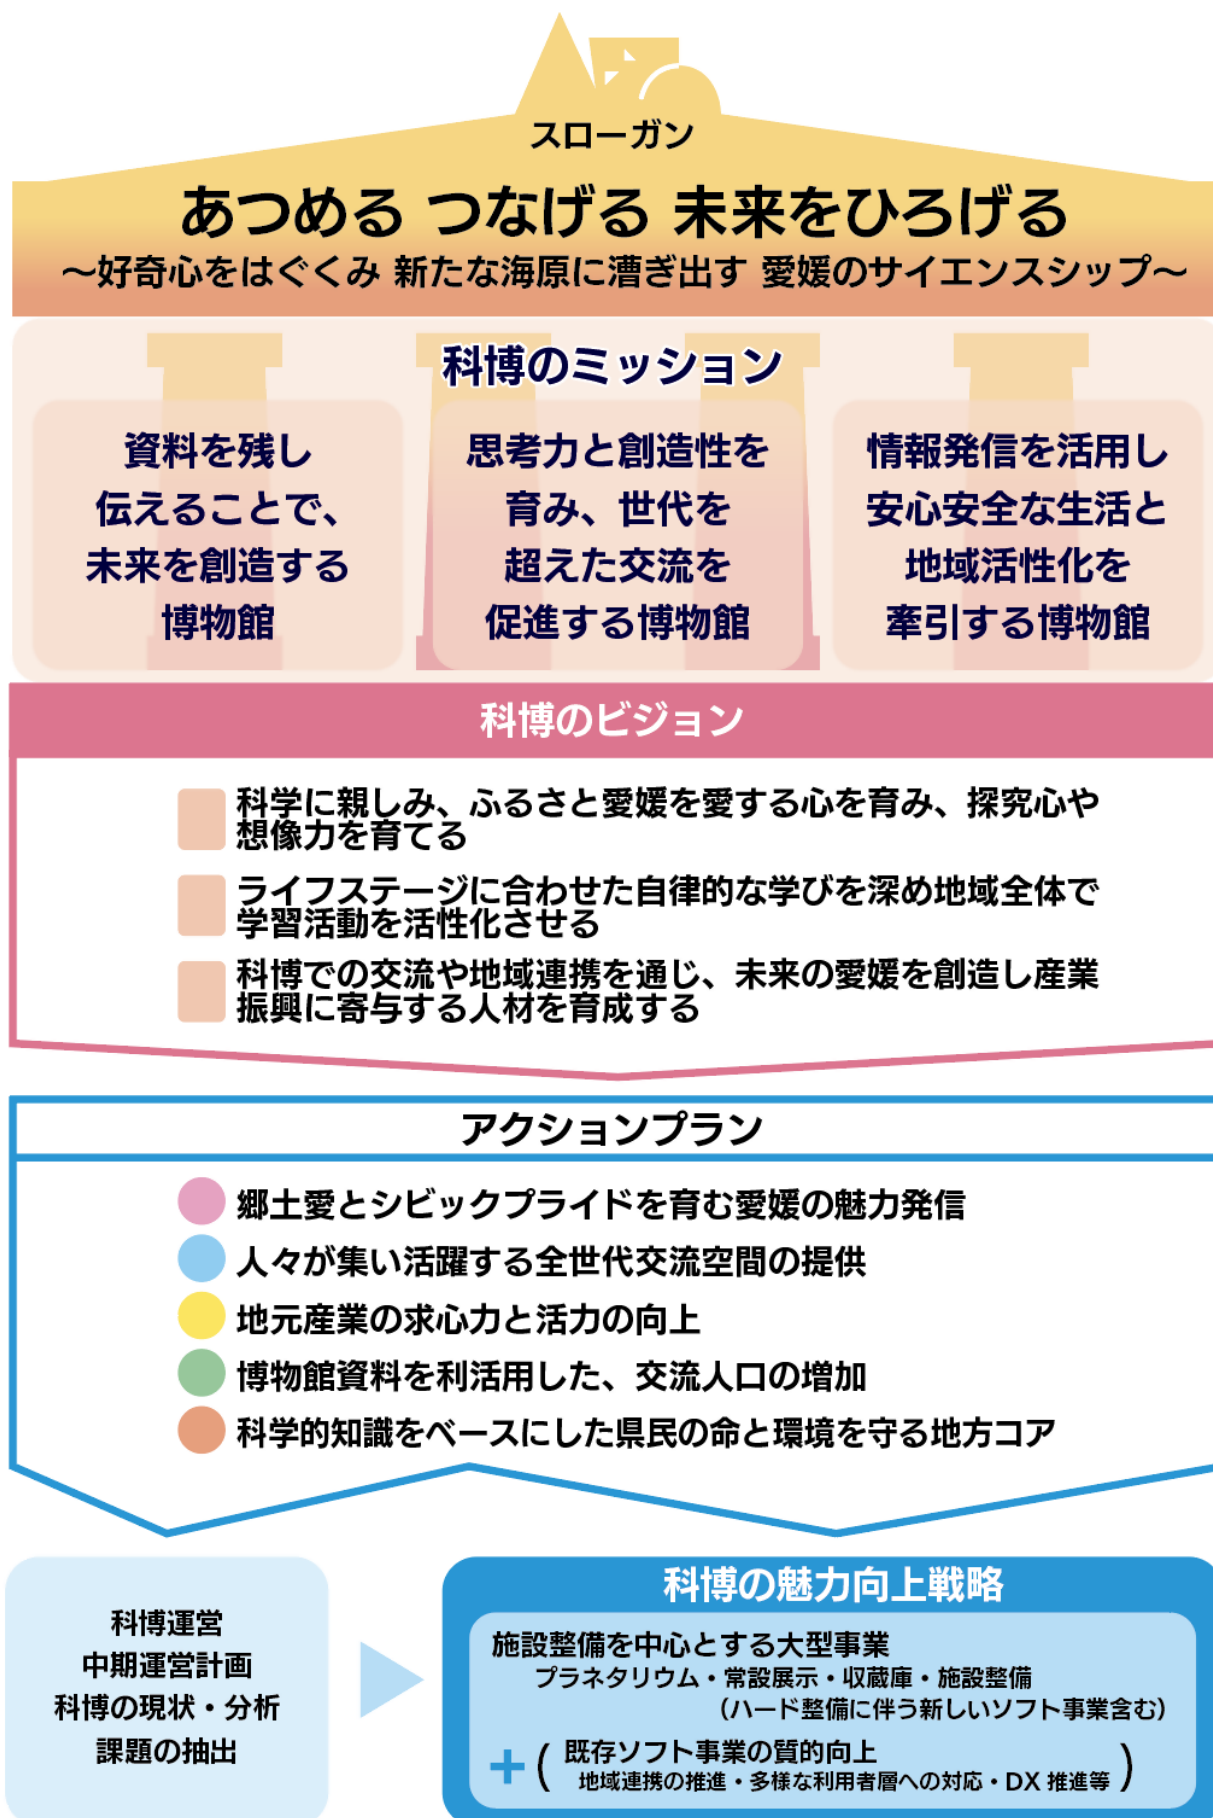 スローガン
あつめる つなげる 未来をひろげる
～好奇心をはぐくみ 新たな海原に漕ぎ出す 愛媛のサイエンスシップ～
科博のミッション
資料を残し
伝えることで、
未来を創造する
博物館
思考力と創造性を
育み、世代を
超えた交流を
促進する博物館
情報発信を活用し
安心安全な生活と
地域活性化を
牽引する博物館
科博のビジョン
科学に親しみ、ふるさと愛媛を愛する心を育み、探究心や
想像力を育てる
ライフステージに合わせた自律的な学びを深め地域全体で
学習活動を活性化させる
科博での交流や地域連携を通じ、未来の愛媛を創造し産業
振興に寄与する人材を育成する
アクションプラン
郷土愛とシビックプライドを育む愛媛の魅力発信
人々が集い活躍する全世代交流空間の提供
地元産業の求心力と活力の向上
博物館資料を利活用した、交流人口の増加
科学的知識をベースにした県民の命と環境を守る地方コア
科博運営
中期運営計画
科博の現状・分析
課題の抽出
科博の魅力向上戦略
施設整備を中心とする大型事業
プラネタリウム・常設展示・収蔵庫・施設整備
（ハード整備に伴う新しいソフト事業含む）
+（既存ソフト事業の質的向上
地域連携の推進・多様な利用者層への対応・DX 推進等）